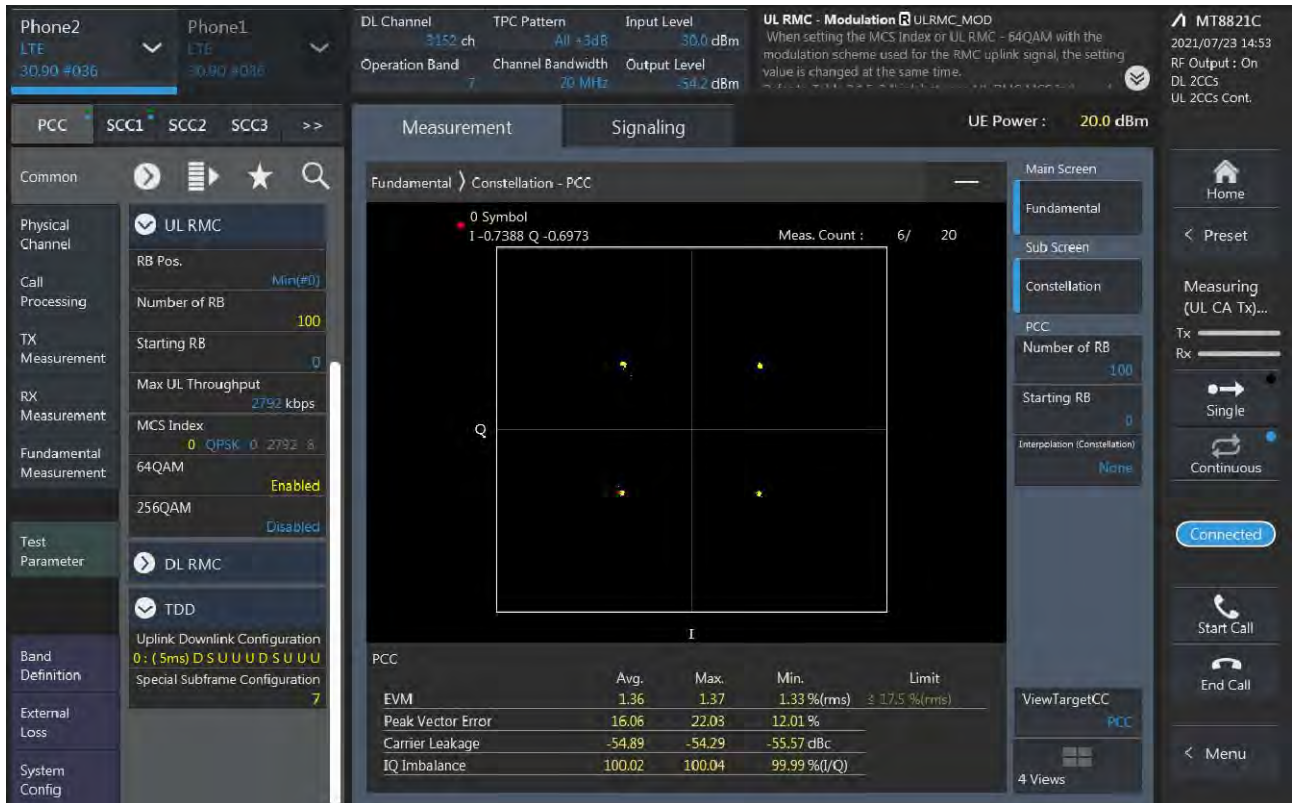 Phone2
LTE
30.90 #036
Phone1
LTE
30.90 #036
DL Channel
3152 ch
TPC Pattern
All +3dB
Input Level
30.0 dBm
Operation Band
7
Channel Bandwidth
20 MHz
Output Level
-54.2 dBm
UL RMC - Modulation R ULRMC_MOD
When setting the MCS Index or UL RMC - 64QAM with the
modulation scheme used for the RMC uplink signal, the setting
value is changed at the same time.
MT8821C
2021/07/23 14:53
RF Output : On
DL 2CCs
UL 2CCs Cont.
PCC SCC1 SCC2 SCC3 >>
Measurement
Signaling
UE Power : 20.0 dBm
Common
Physical
Channel
Call
Processing
TX
Measurement
RX
Measurement
Fundamental
Measurement
Test
Parameter
Band
Definition
External
Loss
System
Config
UL RMC
RB Pos.
Min(#0)
Number of RB
100
Starting RB
0
Max UL Throughput
2792 kbps
MCS Index
0 QPSK 0 2792 8
64QAM
Enabled
256QAM
Disabled
DL RMC
TDD
Uplink Downlink Configuration
0 : ( 5ms) D S U U U D S U U U
Special Subframe Configuration
7
Fundamental > Constellation - PCC
0 Symbol
I -0.7388 Q -0.6973
Meas. Count : 6/ 20
Q
I
PCC
Avg. Max. Min. Limit
EVM 1.36 1.37 1.33 %(rms) ≤ 17.5 %(rms)
Peak Vector Error 16.06 22.03 12.01 %
Carrier Leakage -54.89 -54.29 -55.57 dBc
IQ Imbalance 100.02 100.04 99.99 %(I/Q)
Main Screen
Fundamental
Sub Screen
Constellation
PCC
Number of RB
100
Starting RB
0
Interpolation (Constellation)
None
ViewTargetCC
PCC
4 Views
Home
< Preset
Measuring
(UL CA Tx)...
Tx
Rx
Single
Continuous
Connected
Start Call
End Call
< Menu